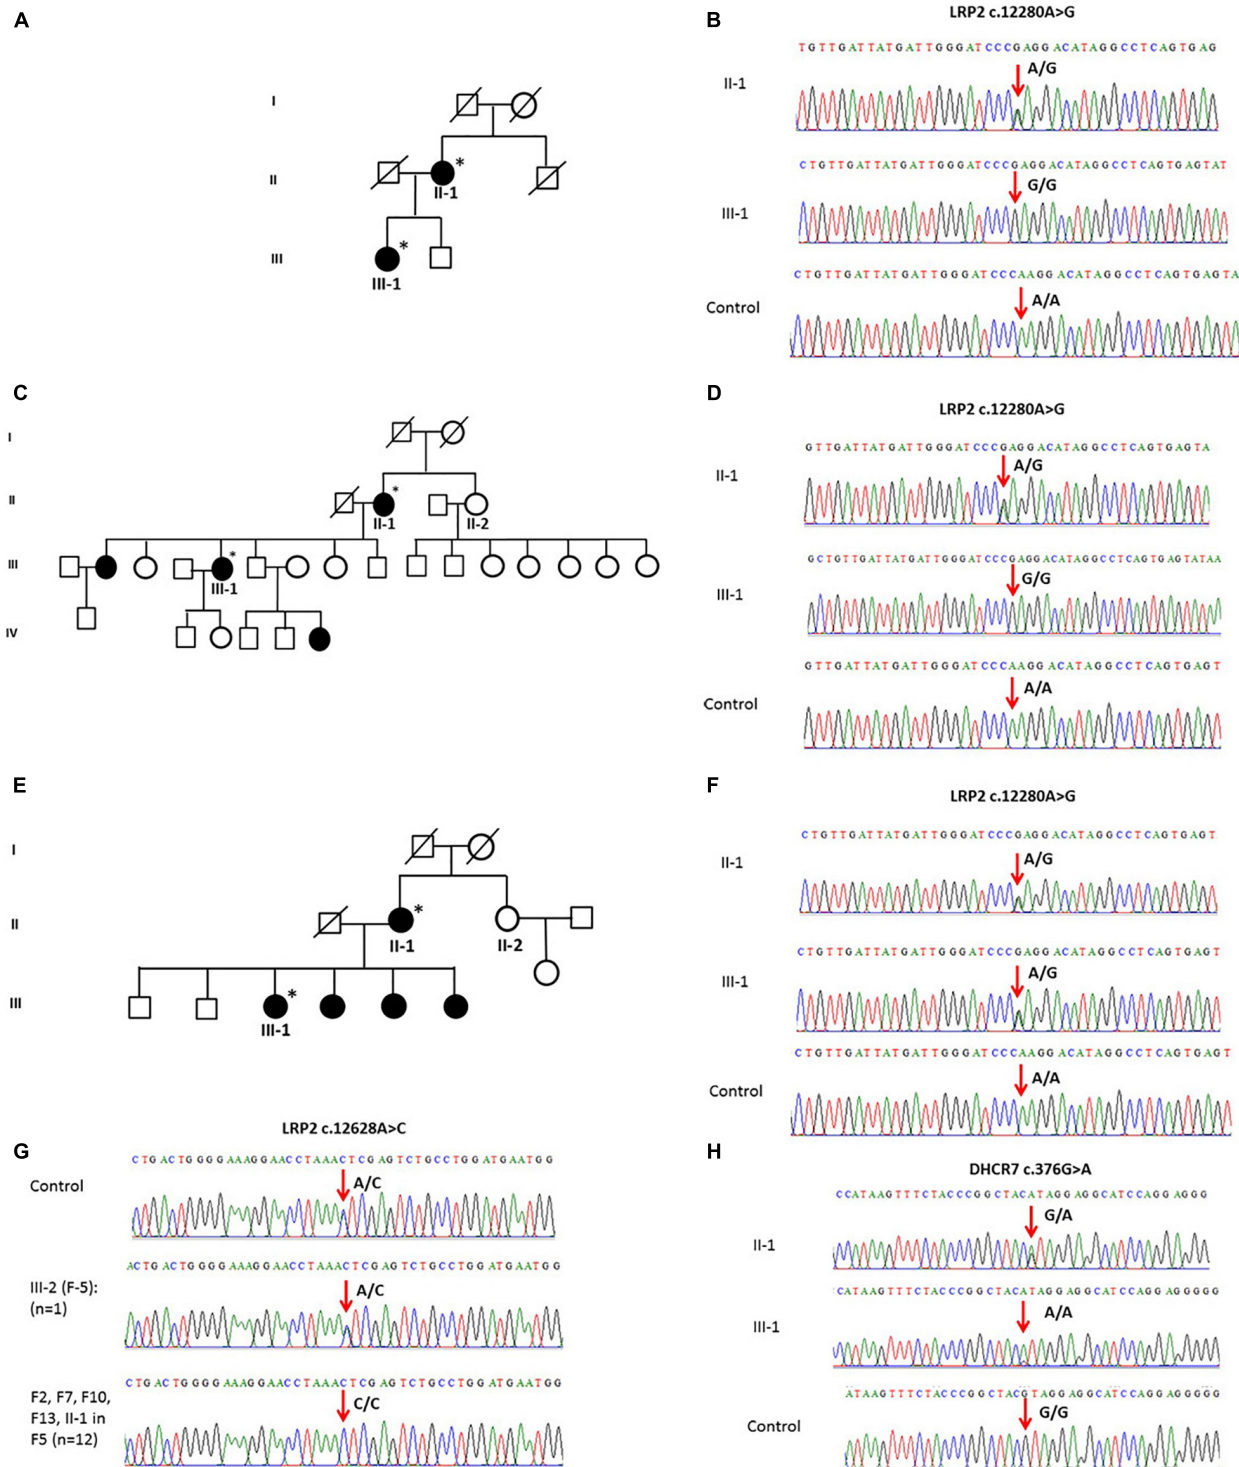 A
I
II
III
*
II-1
*
III-1
B
LRP2 c.12280A>G
TGTTGATTATGATTGGGATCCCGAGGACATAGGCCTCAGTGAG
II-1
A/G
CTGTTGATTATGATTGGGATCCCGAGGACATAGGCCTCAGTGAGTAT
III-1
G/G
CTGTTGATTATGATTGGGATCCCAAGGACATAGGCCTCAGTGAGTA
Control
A/A
C
I
II
III
IV
*
II-1
II-2
*
III-1
D
LRP2 c.12280A>G
GTTGATTATGATTGGGATCCCGAGGACATAGGCCTCAGTGAGTA
II-1
A/G
GCTGTTGATTATGATTGGGATCCCGAGGACATAGGCCTCAGTGAGTATAA
III-1
G/G
GTTGATTATGATTGGGATCCCAAGGACATAGGCCTCAGTGAGT
Control
A/A
E
I
II
III
*
II-1
II-2
*
III-1
F
LRP2 c.12280A>G
CTGTTGATTATGATTGGGATCCCGAGGACATAGGCCTCAGTGAGT
II-1
A/G
CTGTTGATTATGATTGGGATCCCGAGGACATAGGCCTCAGTGAGT
III-1
A/G
CTGTTGATTATGATTGGGATCCCAAGGACATAGGCCTCAGTGAGT
Control
A/A
G
LRP2 c.12628A>C
CTGACTGGGGAAAGGAACCTAAACTCGAGTCTGCCTGGATGAATGG
Control
A/C
ACTGACTGGGGAAAGGAACCTAAACTCGAGTCTGCCTGGATGAATGG
III-2 (F-5):
(n=1)
A/C
CTGACTGGGGAAAGGAACCTAAACTCGAGTCTGCCTGGATGAATGG
F2, F7, F10,
F13, II-1 in
F5 (n=12)
C/C
H
DHCR7 c.376G>A
CCATAAGTTTCTACCCGGCTACATAGGAGGCATCCAGGAGGG
II-1
G/A
CATAAGTTTCTACCCGGCTACATAGGAGGCATCCAGGAGGGGG
III-1
A/A
ATAAGTTTCTACCCGGCTACGTAGGAGGCATCCAGGAGGGGG
Control
G/G